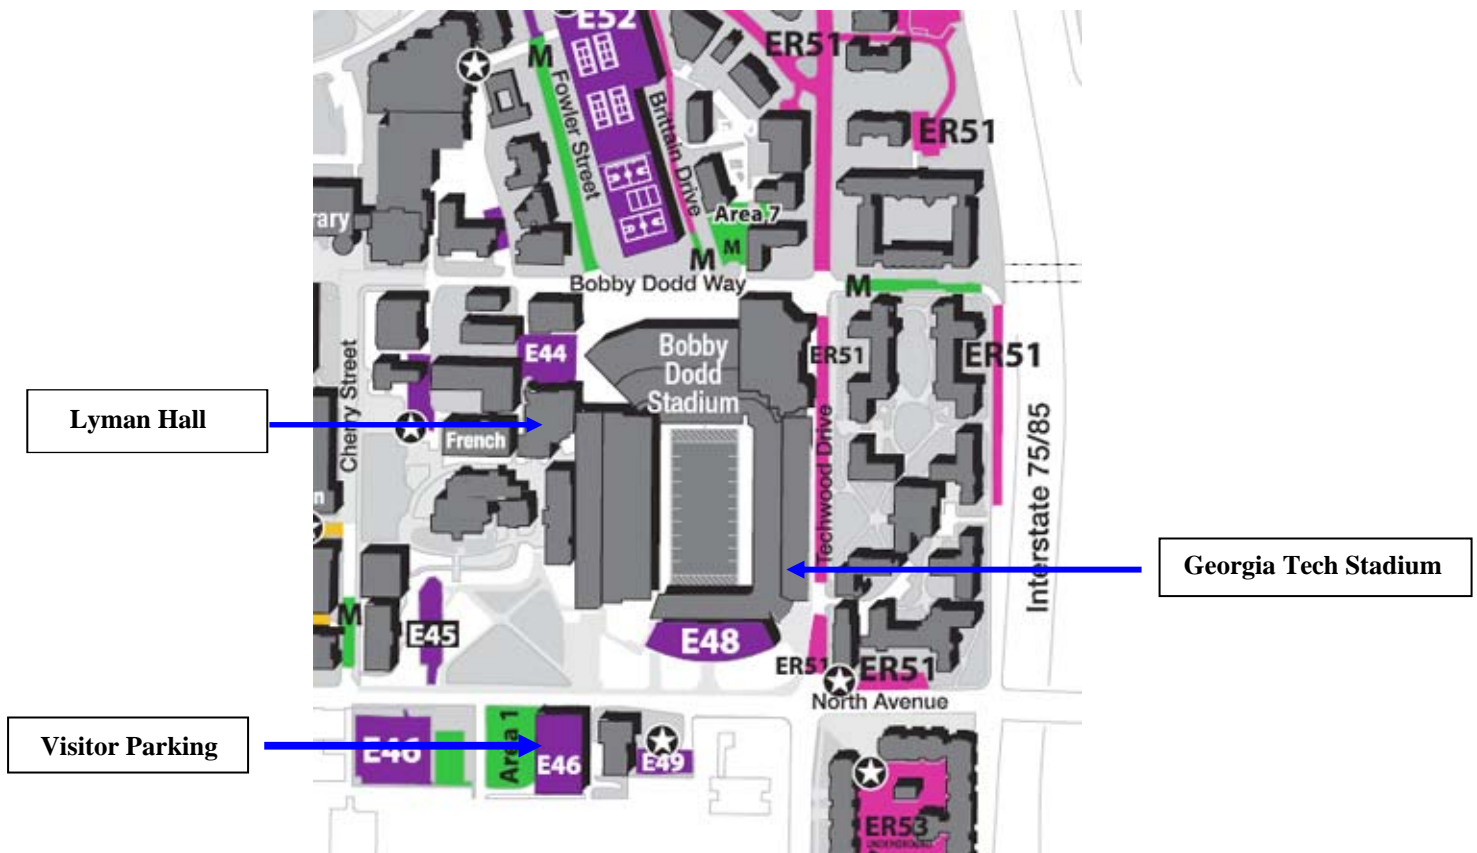 E52
ER51
M
Fowler Street
Brittain Drive
ER51
rary
Area 7
M
M
Bobby Dodd Way
M
E44
Bobby
Dodd
Stadium
ER51
ER51
Cherry Street
Lyman Hall
French
Techwood Drive
Interstate 75/85
n
Georgia Tech Stadium
M
E45
E48
ER51
ER51
North Avenue
Visitor Parking
E46
Area 1
E46
E49
ER53
UNDERGROUND